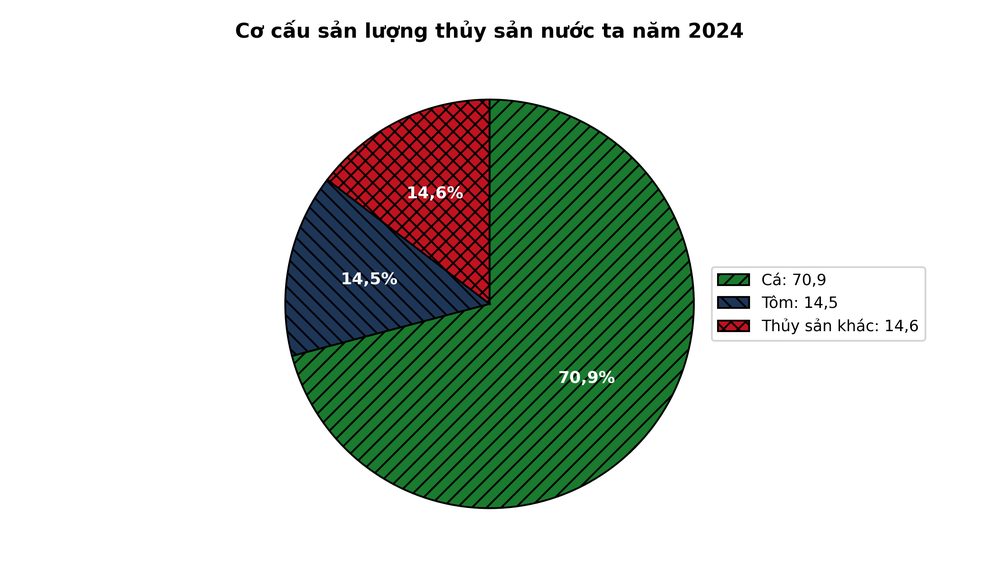 Cơ cấu sản lượng thủy sản nước ta năm 2024
14,6%
14,5%
70,9%
Cá: 70,9
Tôm: 14,5
Thủy sản khác: 14,6